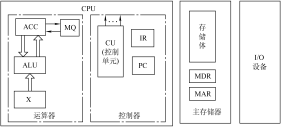 CPU
ACC
MQ
ALU
X
运算器
CU
(控制
单元)
IR
PC
控制器
存
储
体
MDR
MAR
主存储器
I/O
设备